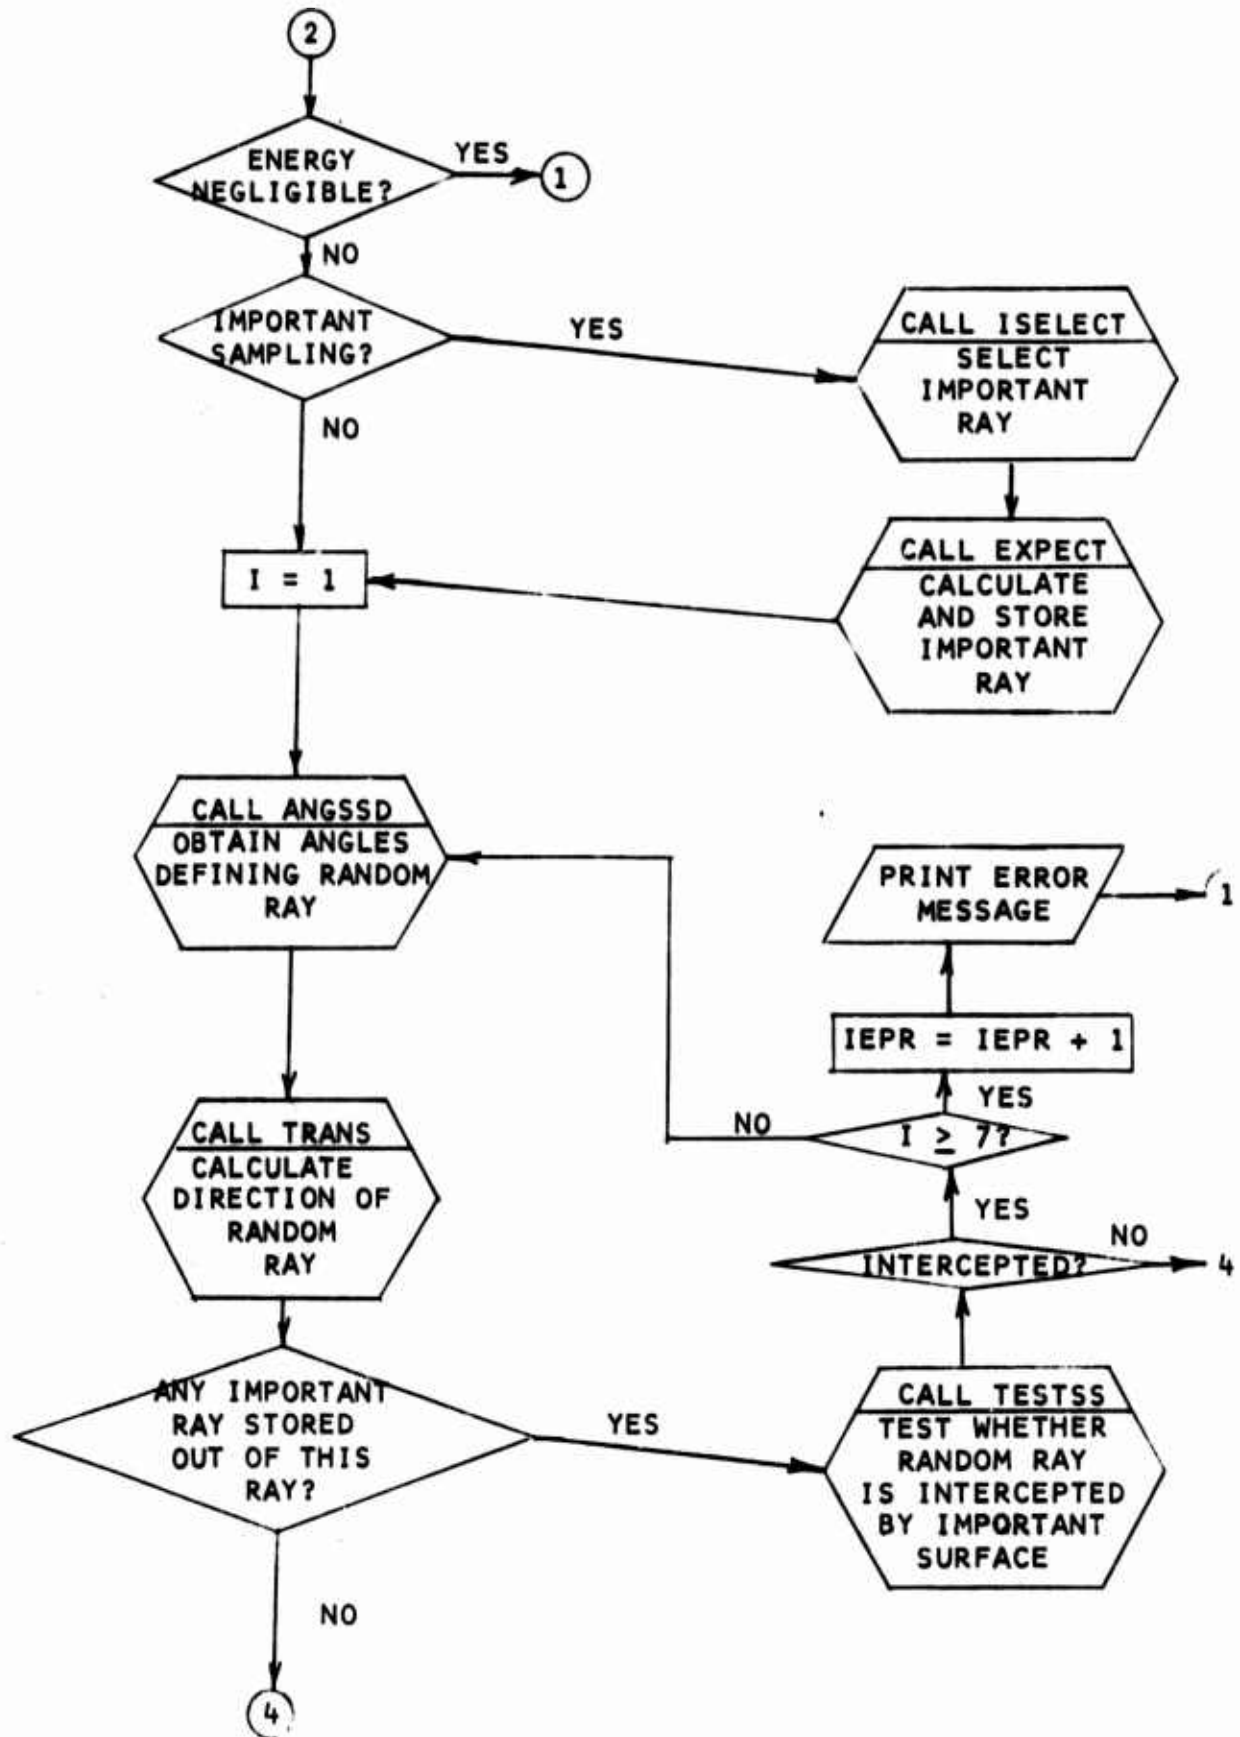 2
ENERGY
NEGLIGIBLE?
YES
1
NO
IMPORTANT
SAMPLING?
YES
NO
CALL ISELECT
SELECT
IMPORTANT
RAY
CALL EXPECT
CALCULATE
AND STORE
IMPORTANT
RAY
I = 1
CALL ANGSSD
OBTAIN ANGLES
DEFINING RANDOM
RAY
CALL TRANS
CALCULATE
DIRECTION OF
RANDOM
RAY
ANY IMPORTANT
RAY STORED
OUT OF THIS
RAY?
YES
NO
4
CALL TESTSS
TEST WHETHER
RANDOM RAY
IS INTERCEPTED
BY IMPORTANT
SURFACE
INTERCEPTED?
NO
4
YES
I ≥ 7?
NO
YES
IEPR = IEPR + 1
PRINT ERROR
MESSAGE
1